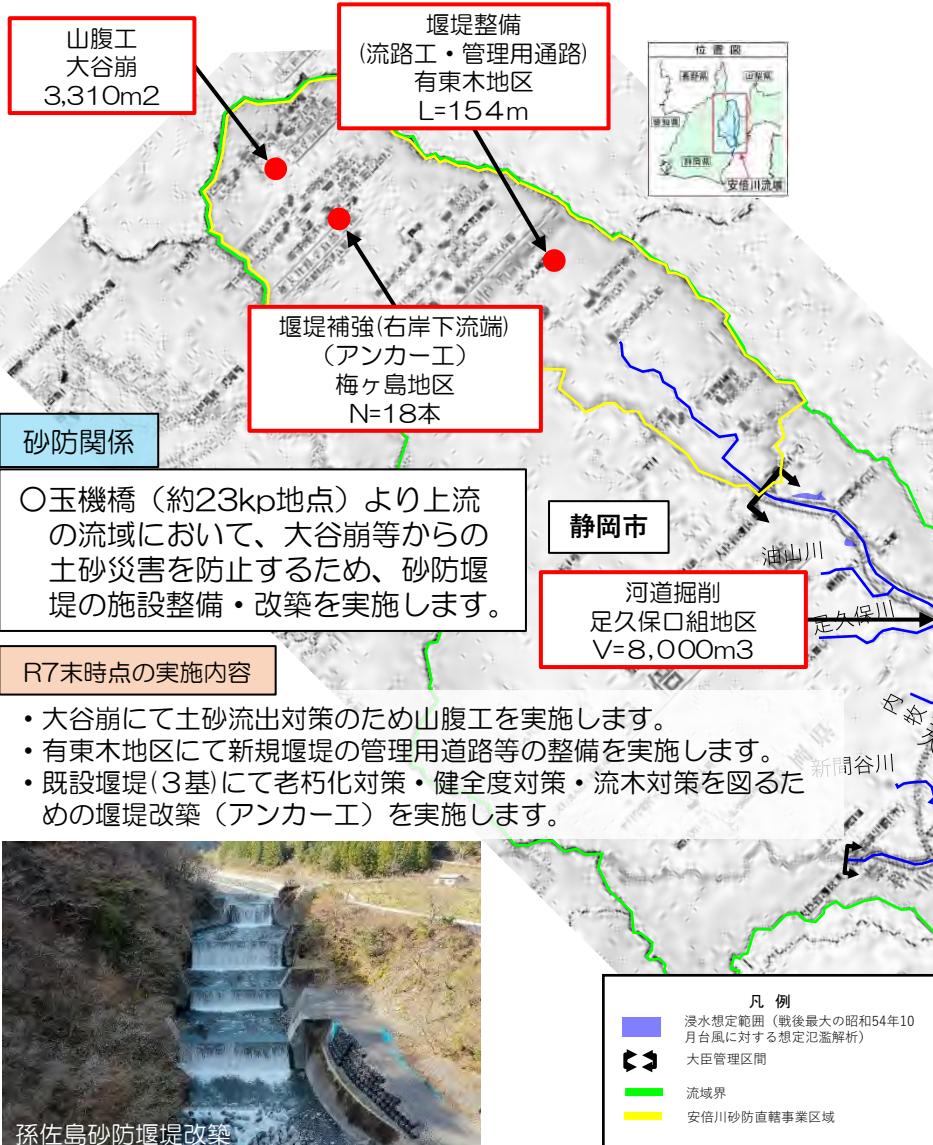 山腹工
大谷崩
3,310m2
堰堤整備
(流路工・管理用通路)
有東木地区
L=154m
位置図
長野県
山梨県
愛知県
静岡県
安倍川流域
堰堤補強(右岸下流端)
（アンカー工）
梅ヶ島地区
N=18本
砂防関係
〇玉機橋（約23kp地点）より上流
の流域において、大谷崩等からの
土砂災害を防止するため、砂防堰
堤の施設整備・改築を実施します。
静岡市
油山川
河道掘削
足久保口組地区
V=8,000m3
足久保川
内
牧
新間谷川
R7末時点の実施内容
・大谷崩にて土砂流出対策のため山腹工を実施します。
・有東木地区にて新規堰堤の管理用道路等の整備を実施します。
・既設堰堤(３基)にて老朽化対策・健全度対策・流木対策を図るた
めの堰堤改築（アンカー工）を実施します。
孫佐島砂防堰堤改築
凡 例
浸水想定範囲（戦後最大の昭和54年10
月台風に対する想定氾濫解析）
大臣管理区間
流域界
安倍川砂防直轄事業区域